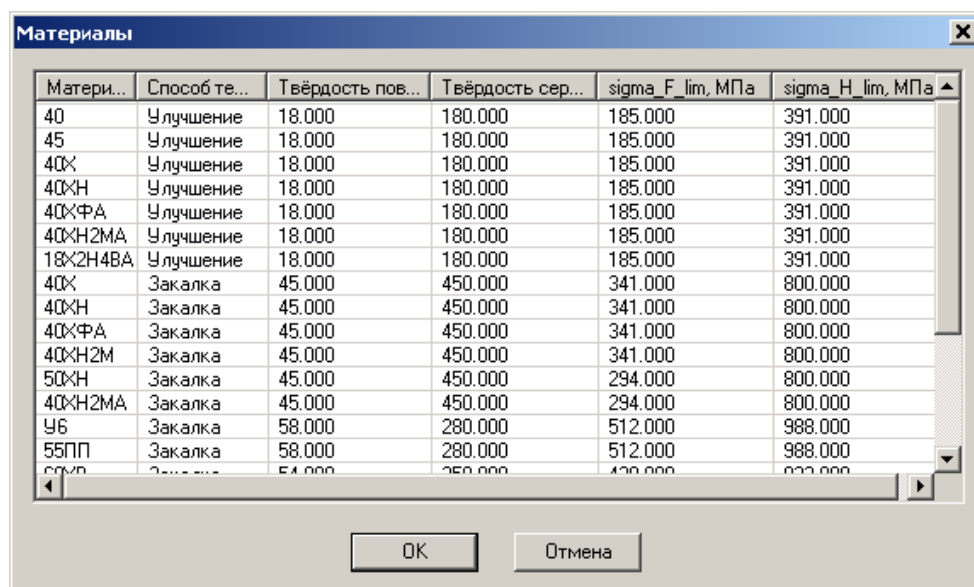 Материалы
Матери... Способ те... Твёрдость пов... Твёрдость сер... sigma_F_lim, МПа sigma_H_lim, МПа
40 Улучшение 18.000 180.000 185.000 391.000
45 Улучшение 18.000 180.000 185.000 391.000
40Х Улучшение 18.000 180.000 185.000 391.000
40ХН Улучшение 18.000 180.000 185.000 391.000
40ХФА Улучшение 18.000 180.000 185.000 391.000
40ХН2МА Улучшение 18.000 180.000 185.000 391.000
18Х2Н4ВА Улучшение 18.000 180.000 185.000 391.000
40Х Закалка 45.000 450.000 341.000 800.000
40ХН Закалка 45.000 450.000 341.000 800.000
40ХФА Закалка 45.000 450.000 341.000 800.000
40ХН2М Закалка 45.000 450.000 341.000 800.000
50ХН Закалка 45.000 450.000 294.000 800.000
40ХН2МА Закалка 45.000 450.000 294.000 800.000
У6 Закалка 58.000 280.000 512.000 988.000
55ПП Закалка 58.000 280.000 512.000 988.000
OK Отмена